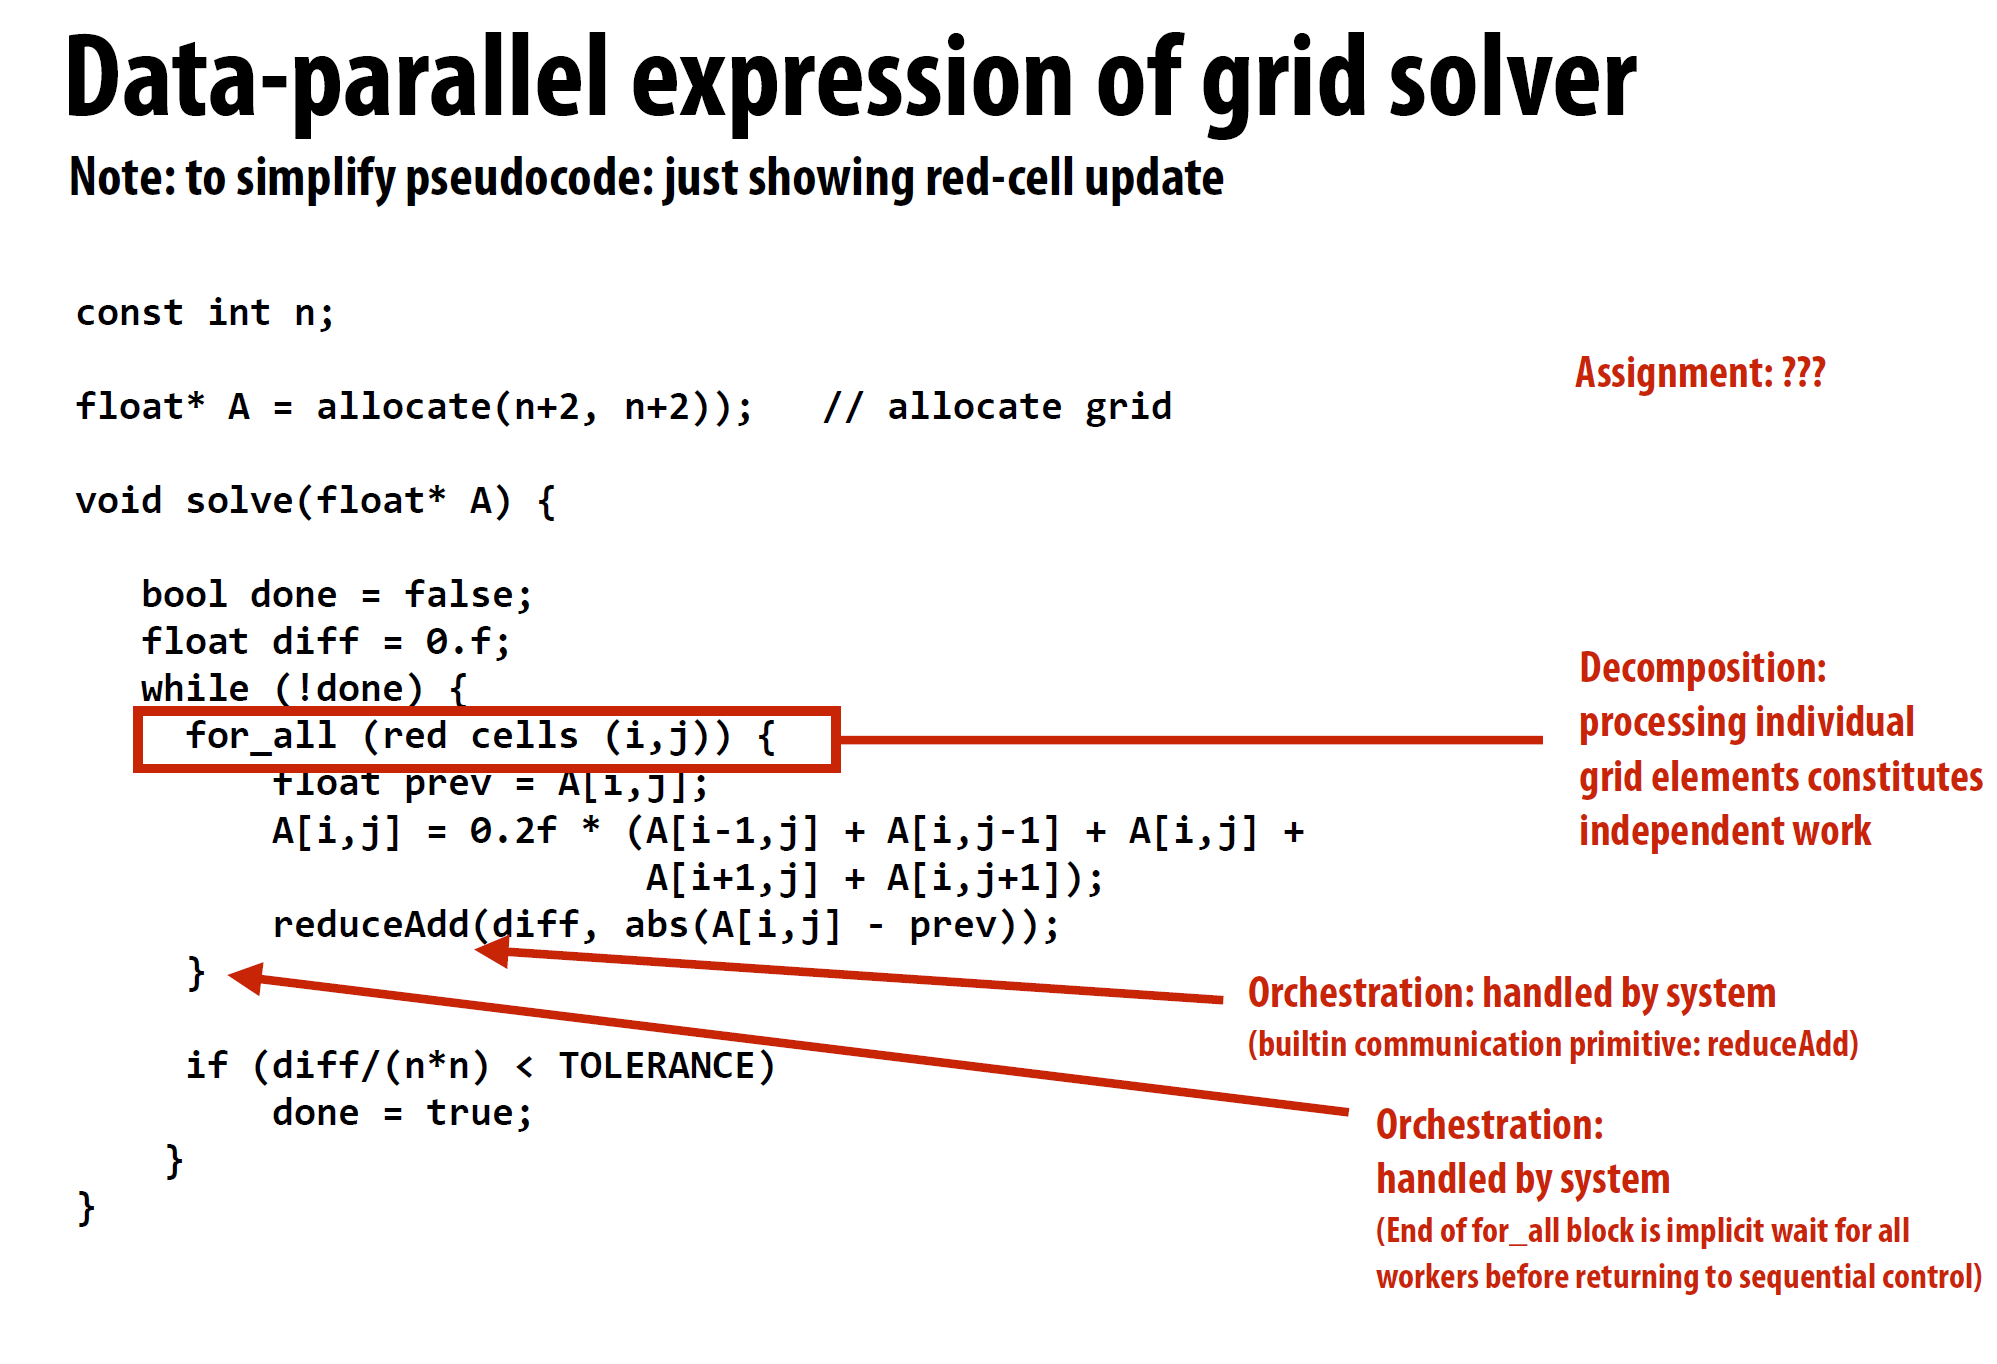 Data-parallel expression of grid solver
Note: to simplify pseudocode: just showing red-cell update
const int n;
float* A = allocate(n+2, n+2));   // allocate grid
void solve(float* A) {
bool done = false;
float diff = 0.f;
while (!done) {
for_all (red cells (i,j)) {
float prev = A[i,j];
A[i,j] = 0.2f * (A[i-1,j] + A[i,j-1] + A[i,j] +
A[i+1,j] + A[i,j+1]);
reduceAdd(diff, abs(A[i,j] - prev));
}
if (diff/(n*n) < TOLERANCE)
done = true;
}
}
Assignment: ???
Decomposition:
processing individual
grid elements constitutes
independent work
Orchestration: handled by system
(builtin communication primitive: reduceAdd)
Orchestration:
handled by system
(End of for_all block is implicit wait for all
workers before returning to sequential control)